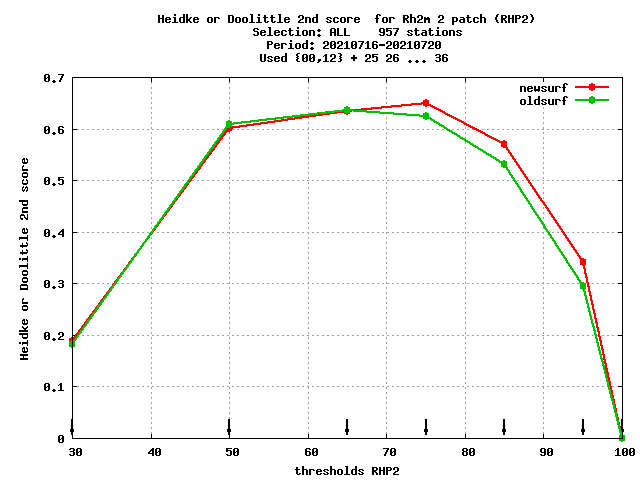 Heidke or Doolittle 2nd score  for Rh2m 2 patch (RHP2)
Selection: ALL    957 stations
Period: 20210716-20210720
Used {00,12} + 25 26 ... 36
newsurf
oldsurf
Heidke or Doolittle 2nd score
0.7
0.6
0.5
0.4
0.3
0.2
0.1
0
30 40 50 60 70 80 90 100
thresholds RHP2